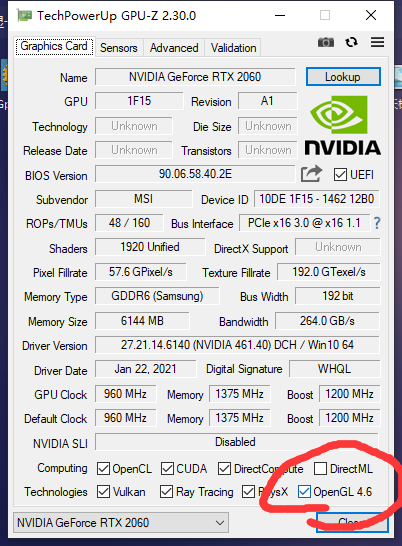 TechPowerUp GPU-Z 2.30.0
Graphics Card Sensors Advanced Validation
Name NVIDIA GeForce RTX 2060 Lookup
GPU 1F15 Revision A1
Technology Unknown Die Size Unknown
Release Date Unknown Transistors Unknown
NVIDIA
BIOS Version 90.06.58.40.2E UEFI
Subvendor MSI Device ID 10DE 1F15 - 1462 12B0
ROPs/TMUs 48 / 160 Bus Interface PCIe x16 3.0 @ x16 1.1 ?
Shaders 1920 Unified DirectX Support Unknown
Pixel Fillrate 57.6 GPixel/s Texture Fillrate 192.0 GTexel/s
Memory Type GDDR6 (Samsung) Bus Width 192 bit
Memory Size 6144 MB Bandwidth 264.0 GB/s
Driver Version 27.21.14.6140 (NVIDIA 461.40) DCH / Win10 64
Driver Date Jan 22, 2021 Digital Signature WHQL
GPU Clock 960 MHz Memory 1375 MHz Boost 1200 MHz
Default Clock 960 MHz Memory 1375 MHz Boost 1200 MHz
NVIDIA SLI Disabled
Computing OpenCL CUDA DirectCompute DirectML
Technologies Vulkan Ray Tracing PhysX OpenGL 4.6
NVIDIA GeForce RTX 2060 Close